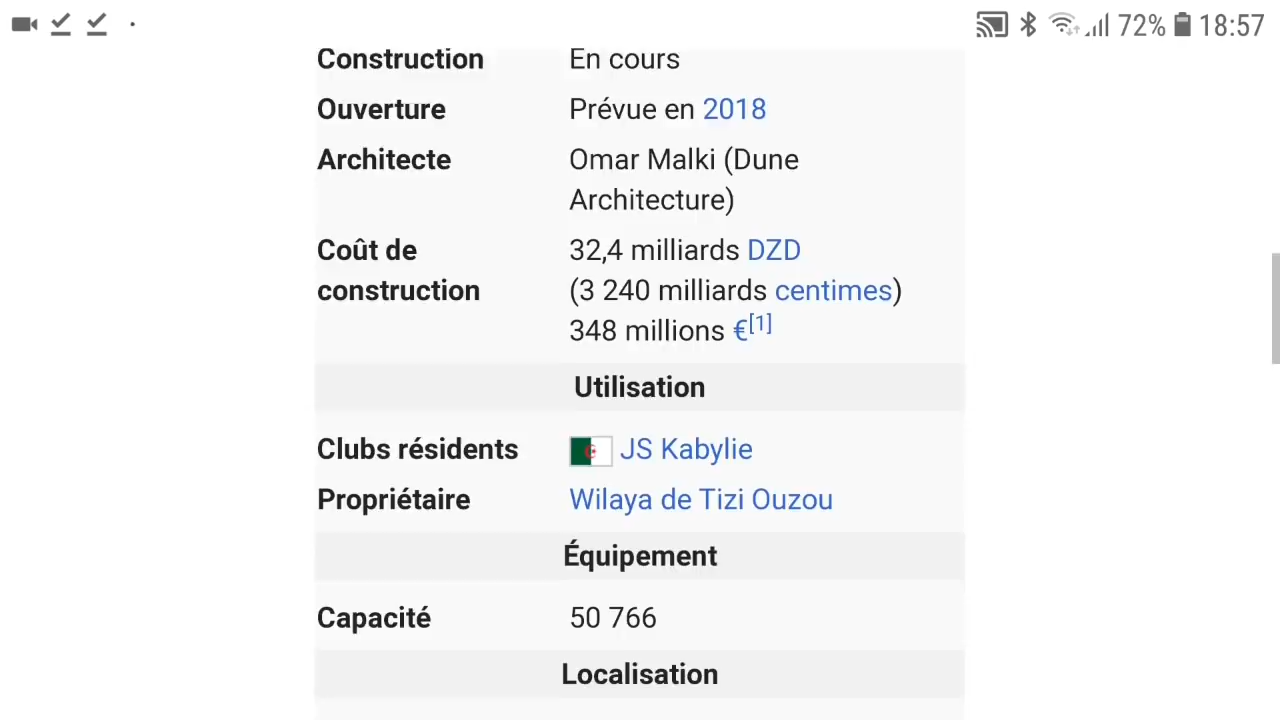 72% 18:57
Construction En cours
Ouverture Prévue en 2018
Architecte Omar Malki (Dune
Architecture)
Coût de 32,4 milliards DZD
construction (3 240 milliards centimes)
348 millions €[1]
Utilisation
Clubs résidents JS Kabylie
Propriétaire Wilaya de Tizi Ouzou
Équipement
Capacité 50 766
Localisation